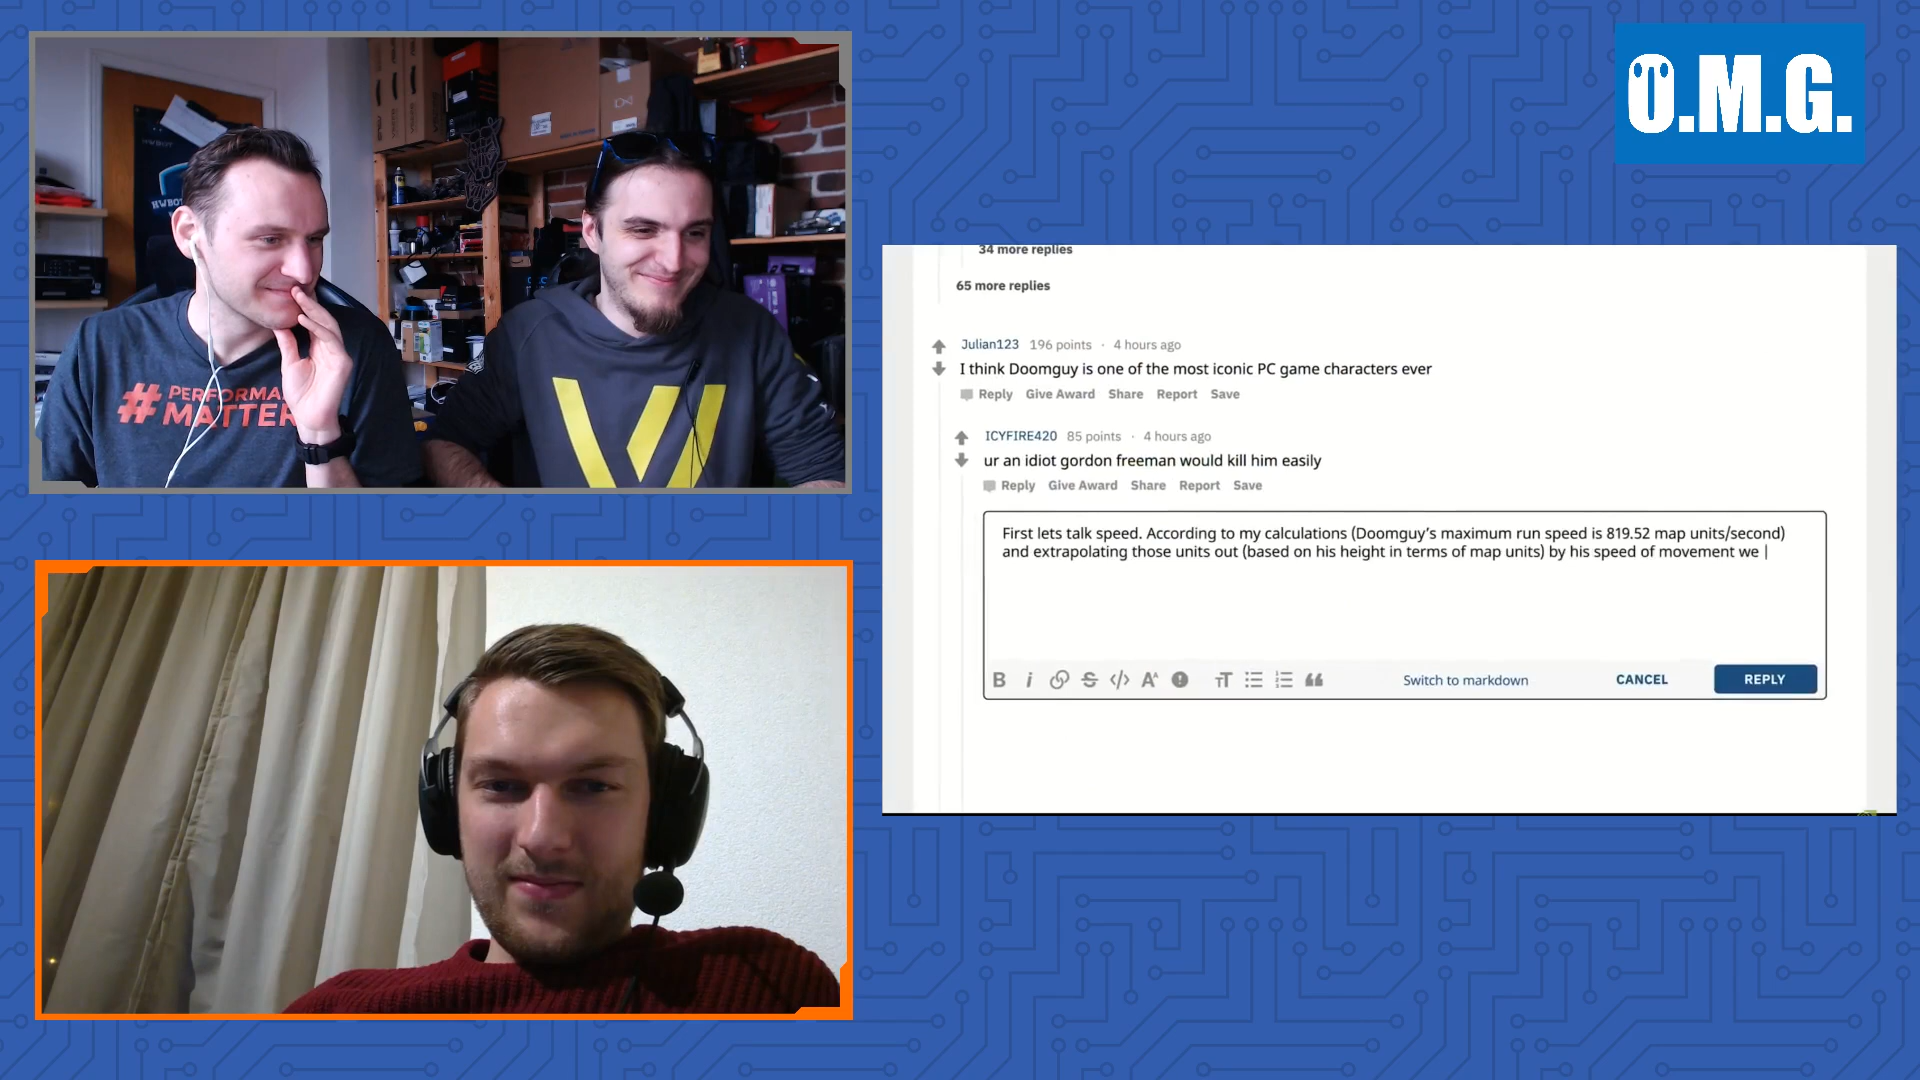 O.M.G.
HWBOT
#PERFORMA
MATTER
34 more replies
65 more replies
Julian123 196 points · 4 hours ago
I think Doomguy is one of the most iconic PC game characters ever
Reply Give Award Share Report Save
ICYFIRE420 85 points · 4 hours ago
ur an idiot gordon freeman would kill him easily
Reply Give Award Share Report Save
First lets talk speed. According to my calculations (Doomguy's maximum run speed is 819.52 map units/second)
and extrapolating those units out (based on his height in terms of map units) by his speed of movement we
B i S </> A^ TT
Switch to markdown CANCEL REPLY